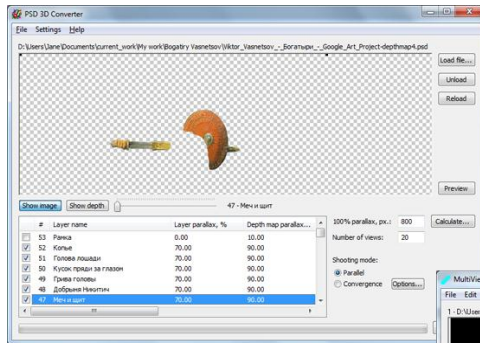 PSD 3D Converter
File Settings Help
D:\Users\Jane\Documents\current_work\My work\Bogatiry Vasnetsov\Viktor_Vasnetsov_-_Богатыри_-_Google_Art_Project-depthmap4.psd
Load file...
Unload
Reload
Preview
Show image Show depth 47 - Меч и щит
# Layer name Layer parallax, % Depth map parallax...
53 Рамка 0.00 10.00
52 Копье 70.00 90.00
51 Голова лошади 70.00 90.00
50 Кусок пряди за глазом 70.00 90.00
49 Грива головы 70.00 90.00
48 Добрыня Никитич 70.00 90.00
47 Меч и щит 70.00 90.00
100% parallax, px.: 800 Calculate...
Number of views: 20
Shooting mode:
Parallel
Convergence Options...
MultiVie
File Edit
1 - D:\User